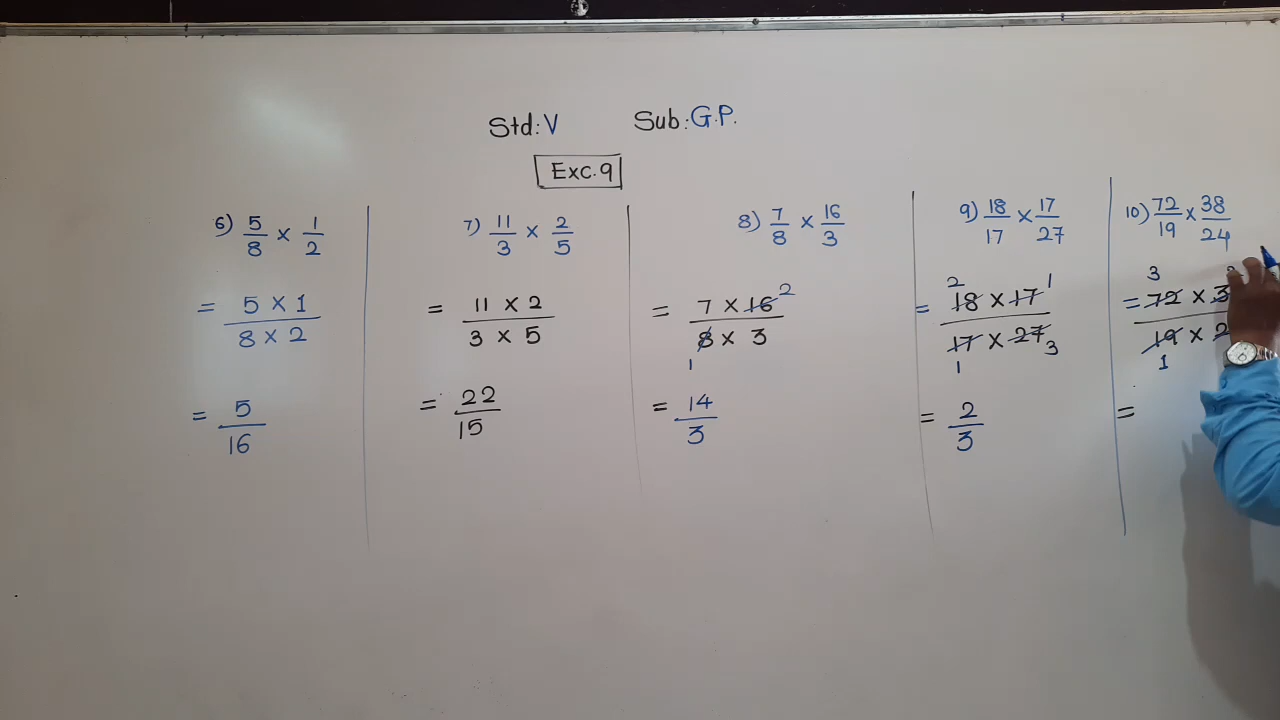 Std: V Sub: G.P.
Exc. 9
6) 5/8 × 1/2
= 5 × 1 / 8 × 2
= 5/16
7) 11/3 × 2/5
= 11 × 2 / 3 × 5
= 22/15
8) 7/8 × 16/3
2
= 7 × 16 / 8 × 3
1
= 14/3
9) 18/17 × 17/27
2 1
= 18 × 17 / 17 × 27
1 3
= 2/3
10) 72/19 × 38/24
3
= 72 × 3 / 19 × 2
1
=